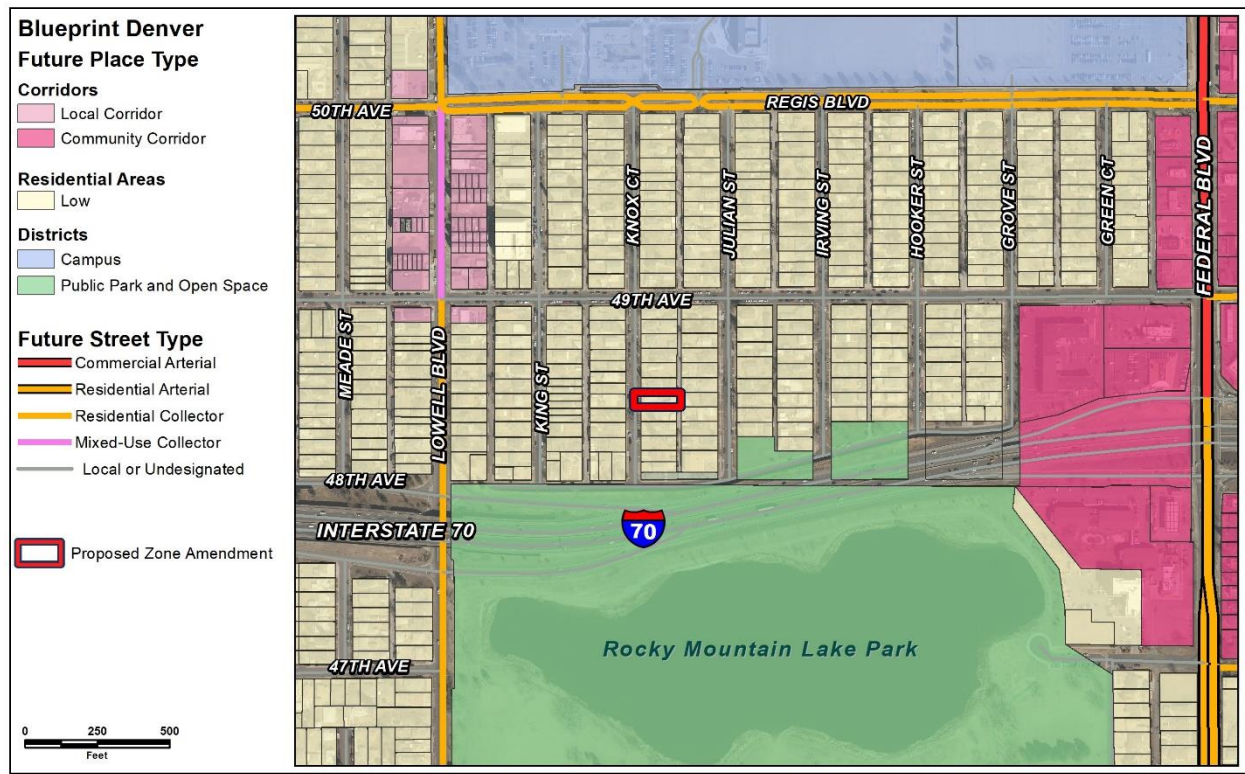 Blueprint Denver
Future Place Type
Corridors
Local Corridor
Community Corridor
Residential Areas
Low
Districts
Campus
Public Park and Open Space
Future Street Type
Commercial Arterial
Residential Arterial
Residential Collector
Mixed-Use Collector
Local or Undesignated
Proposed Zone Amendment
0 250 500
Feet
50TH AVE
REGIS BLVD
KNOX CT
JULIAN ST
IRVING ST
HOOKER ST
GROVE ST
GREEN CT
FEDERAL BLVD
49TH AVE
MEADE ST
LOWELL BLVD
KING ST
48TH AVE
INTERSTATE 70
70
Rocky Mountain Lake Park
47TH AVE